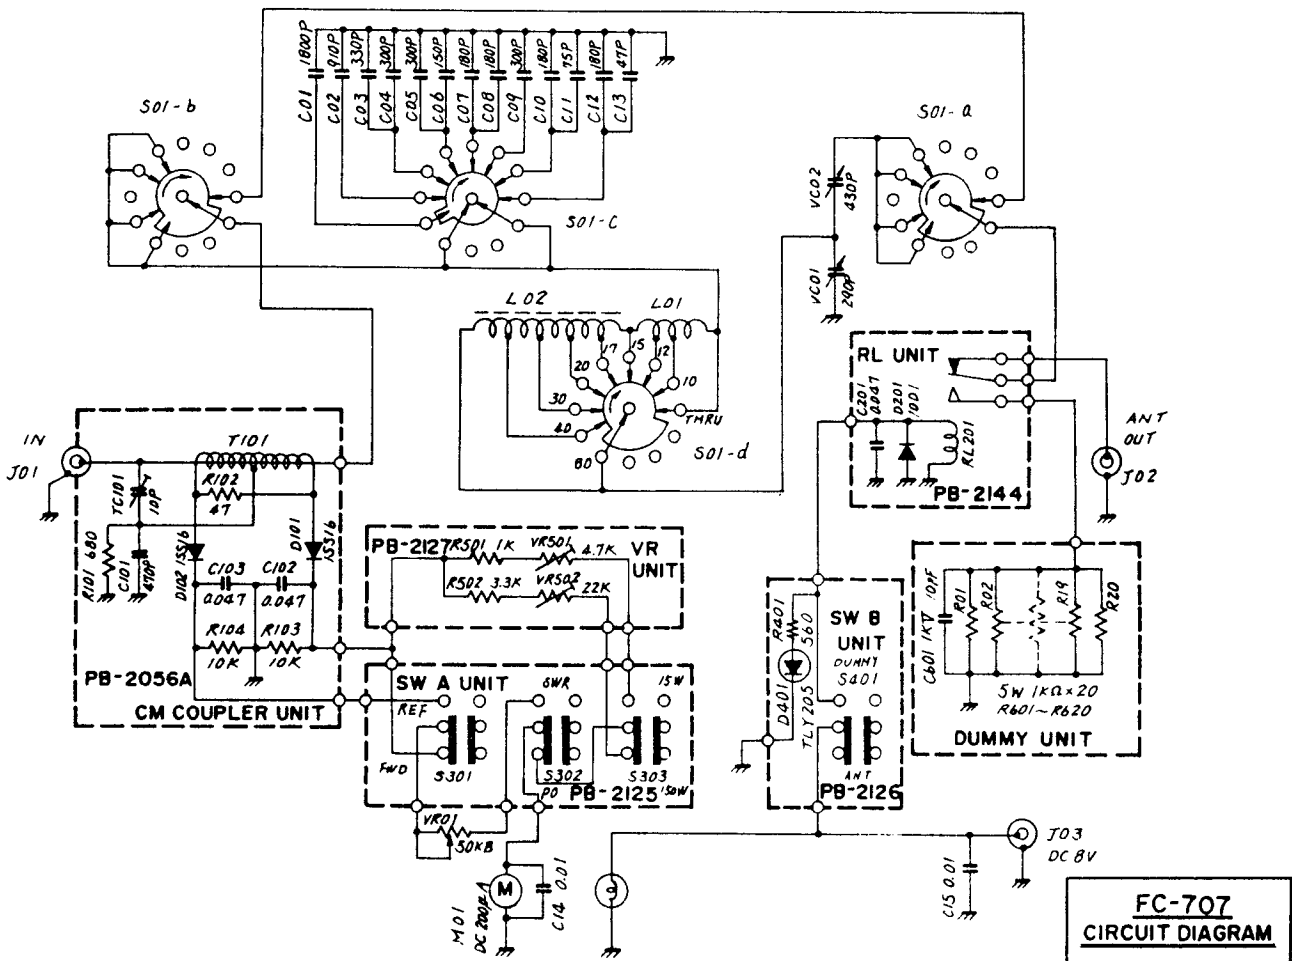 1800P
910P
330P
300P
300P
150P
180P
180P
300P
180P
75P
180P
47P
C01
C02
C03
C04
C05
C06
C07
C08
C09
C10
C11
C12
C13
S01-b
S01-C
S01-a
VC02
430P
VC01
290P
L02
L01
17
15
12
20
10
30
THRU
40
80
S01-d
RL UNIT
C201
0.047
D201
10D1
RL201
PB-2144
ANT
OUT
J02
IN
J01
T101
TC101
10P
R102
47
R101 680
C101
470P
D102 1SS16
D101
1SS16
C103
0.047
C102
0.047
R104
10K
R103
10K
PB-2056A
CM COUPLER UNIT
PB-2127
R501 1K
VR501
4.7K
VR
UNIT
R502 3.3K
VR502
22K
SW A UNIT
REF
FWD
S301
SWR
S302
PO
15W
S303
150W
PB-2125
VR01
50KB
M
M01
DC 200μA
C14 0.01
R401
560
D401
TLY205
SW B
UNIT
DUMMY
S401
ANT
PB-2126
C601 1KV 10PF
R01
R02
R19
R20
5W 1KΩ×20
R601~R620
DUMMY UNIT
C15 0.01
J03
DC 8V
FC-707
CIRCUIT DIAGRAM